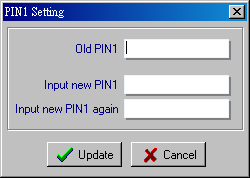 PIN1 Setting
Old PIN1
Input new PIN1
Input new PIN1 again
Update
Cancel